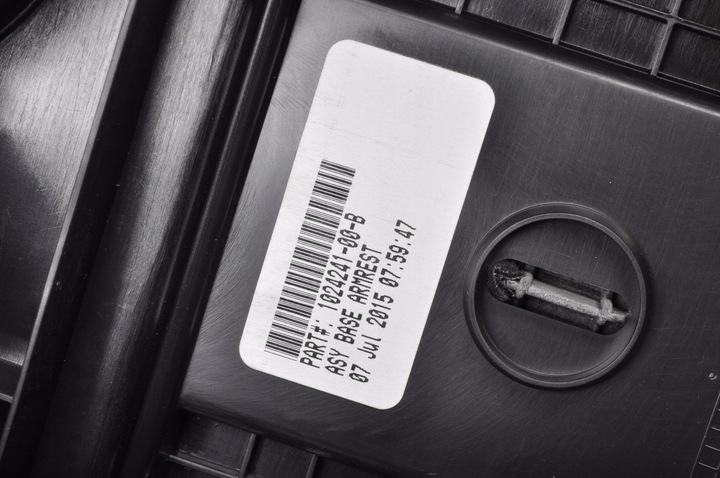 PART#: 1024241-00-B
ASY BASE ARMREST
07 Jul 2015 07:59:47